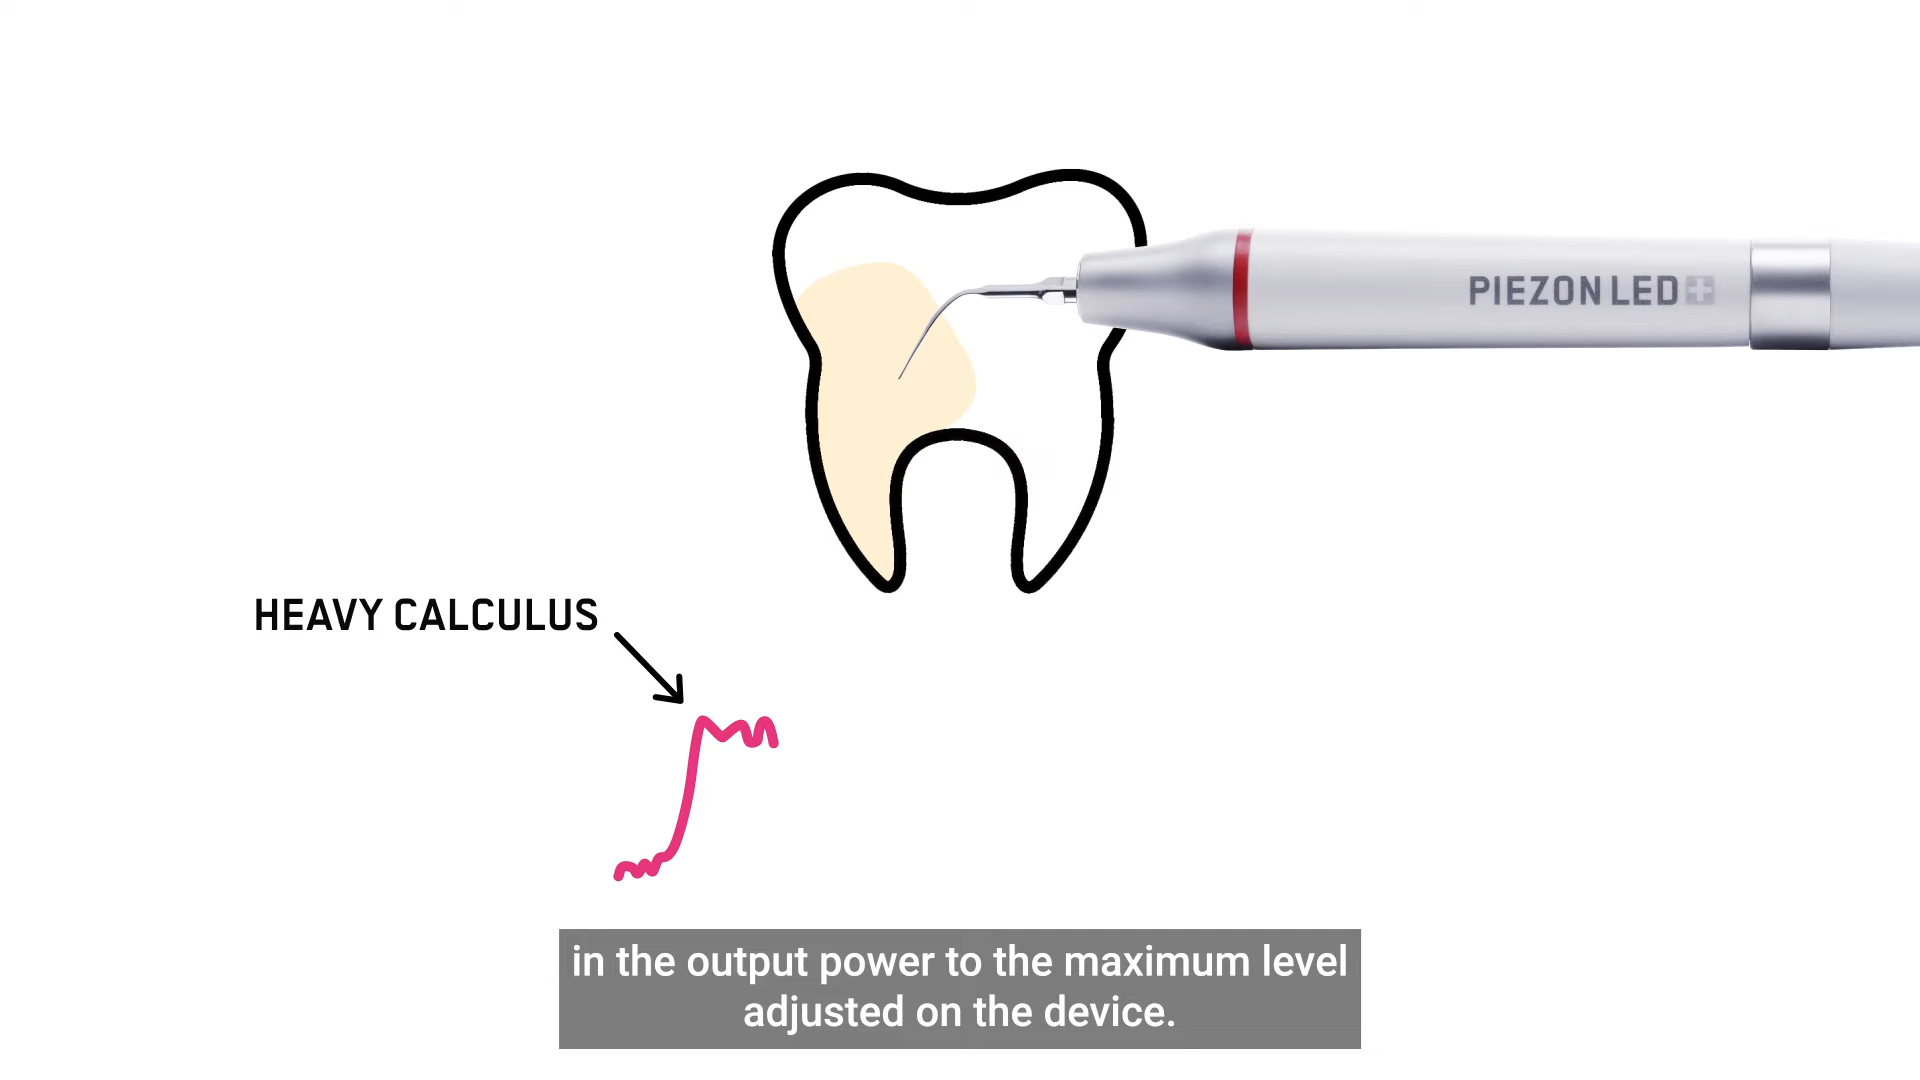 PIEZON LED
HEAVY CALCULUS
in the output power to the maximum level
adjusted on the device.